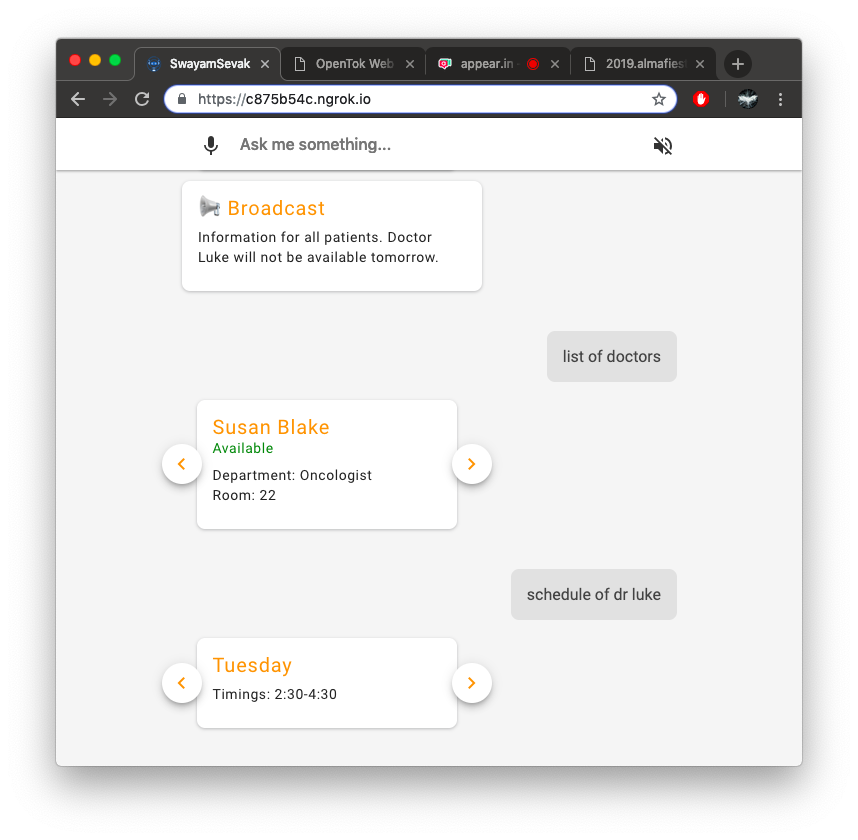 SwayamSevak
OpenTok Web
appear.in -
2019.almafies
https://c875b54c.ngrok.io
Ask me something...
Broadcast
Information for all patients. Doctor
Luke will not be available tomorrow.
list of doctors
Susan Blake
Available
Department: Oncologist
Room: 22
schedule of dr luke
Tuesday
Timings: 2:30-4:30